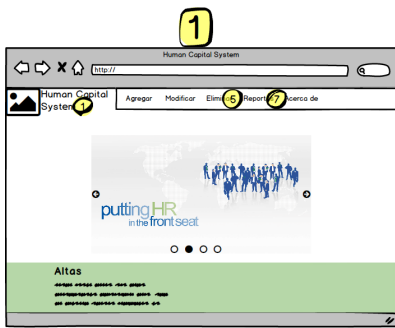 1
Human Capital System
http://
Human Capital
System 1
Agregar Modificar Elimi 5 Report 7 Acerca de
putting HR
in the front seat
Altas